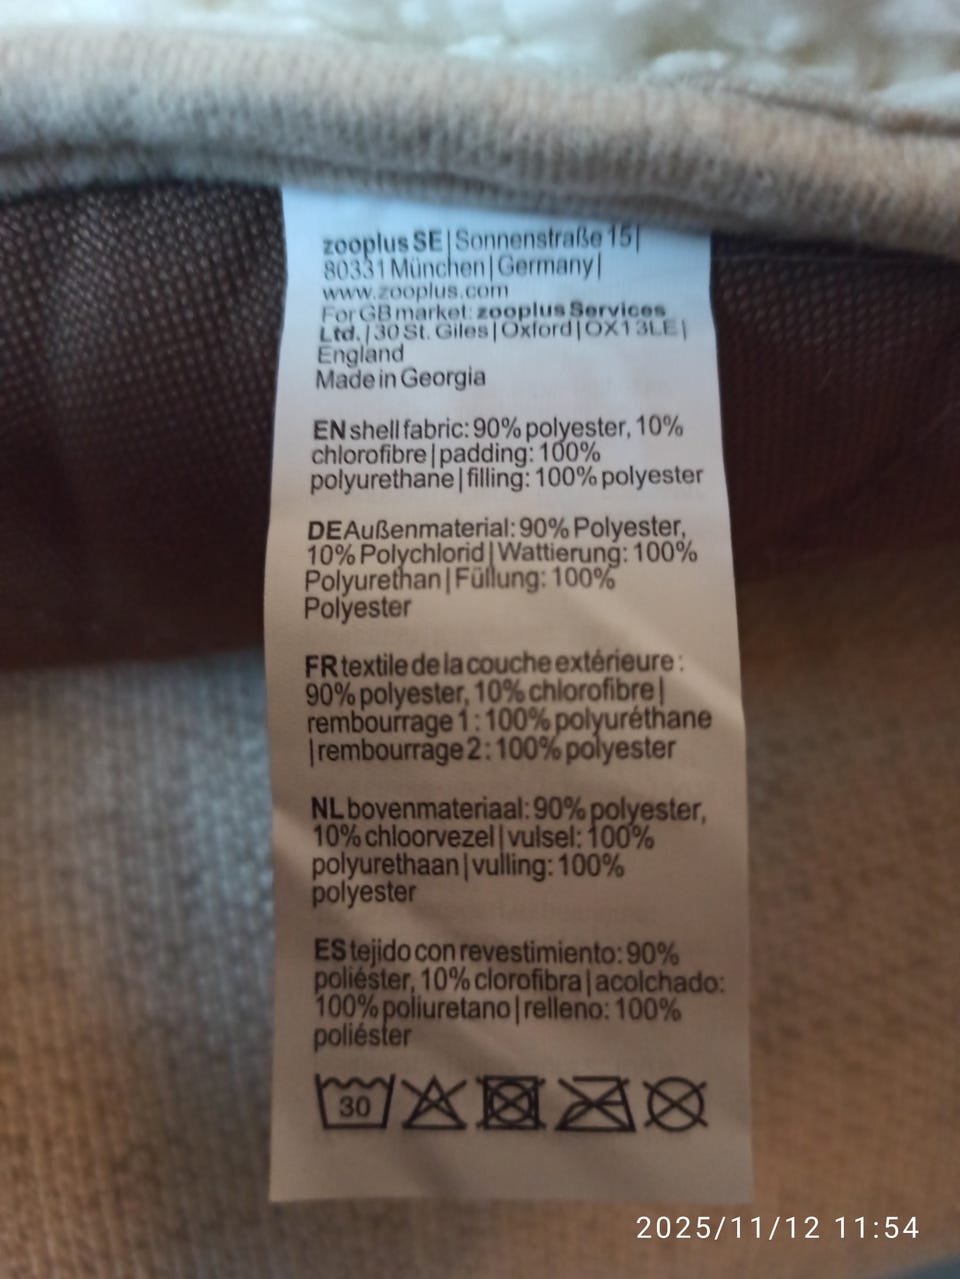 zooplus SE | Sonnenstraße 15 |
80331 München | Germany |
www.zooplus.com
For GB market: zooplus Services
Ltd. | 30 St. Giles | Oxford | OX1 3LE |
England
Made in Georgia
EN shell fabric: 90% polyester, 10%
chlorofibre | padding: 100%
polyurethane | filling: 100% polyester
DE Außenmaterial: 90% Polyester,
10% Polychlorid | Wattierung: 100%
Polyurethan | Füllung: 100%
Polyester
FR textile de la couche extérieure :
90% polyester, 10% chlorofibre |
rembourrage 1 : 100% polyuréthane
| rembourrage 2 : 100% polyester
NL bovenmateriaal: 90% polyester,
10% chloorvezel | vulsel: 100%
polyurethaan | vulling: 100%
polyester
ES tejido con revestimiento: 90%
poliéster, 10% clorofibra | acolchado:
100% poliuretano | relleno: 100%
poliéster
30
2025/11/12 11:54